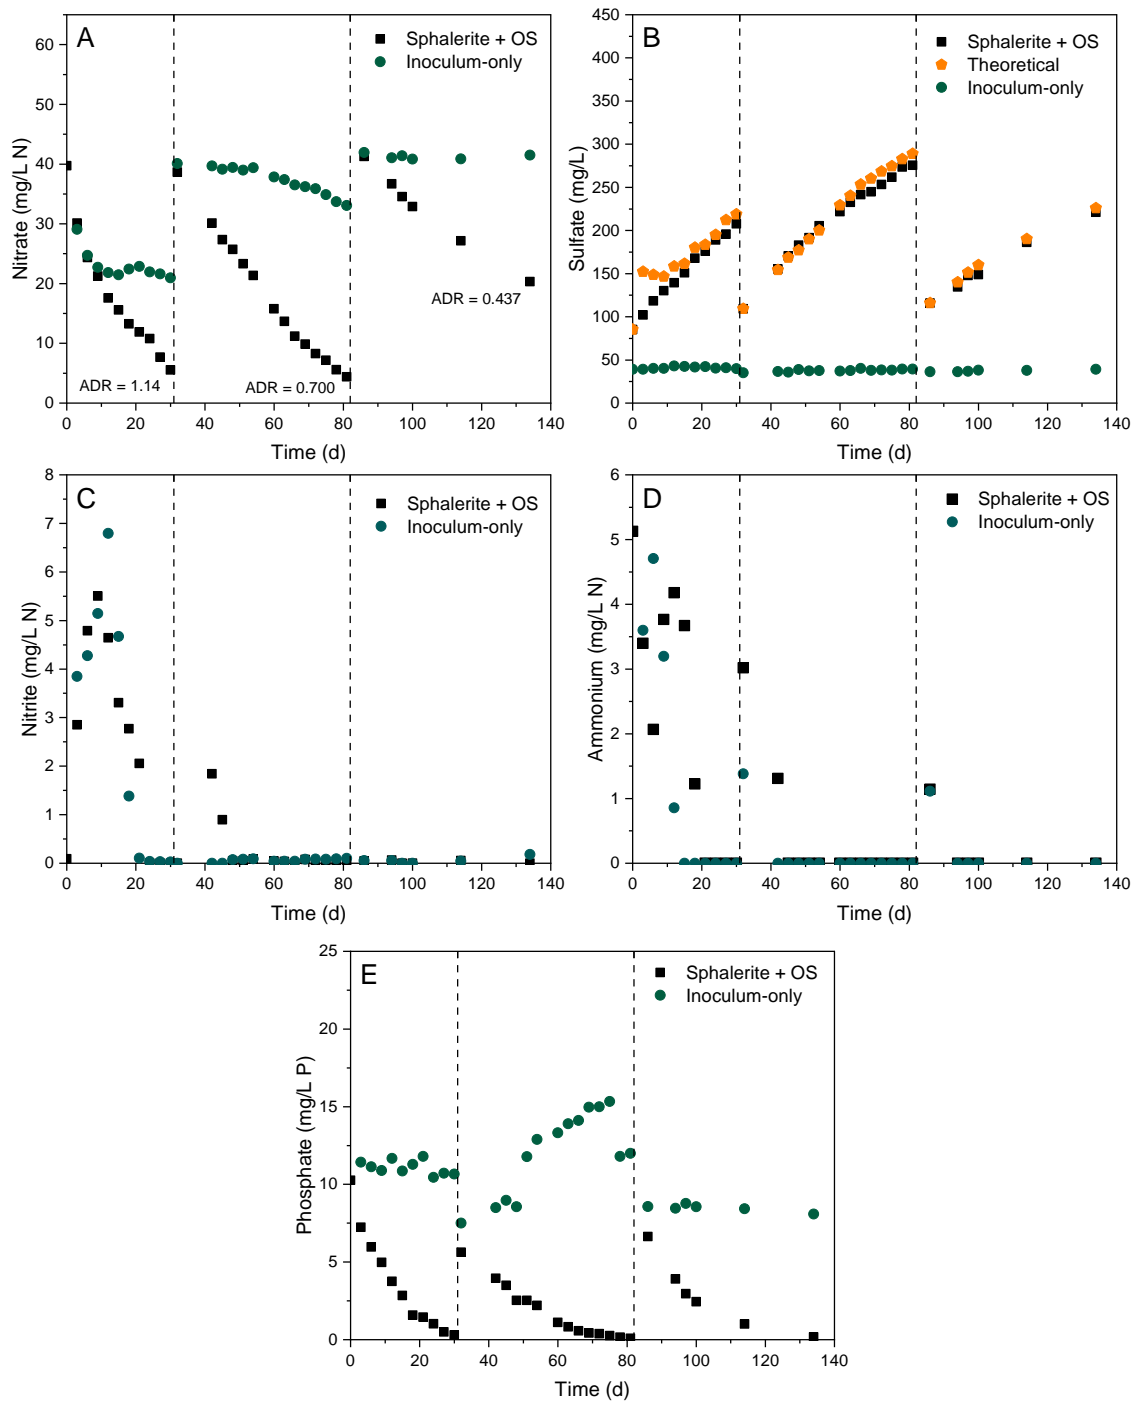 A
Sphalerite + OS
Inoculum-only
ADR = 1.14
ADR = 0.700
ADR = 0.437
Nitrate (mg/L N)
0
10
20
30
40
50
60
0
20
40
60
80
100
120
140
Time (d)
B
Sphalerite + OS
Theoretical
Inoculum-only
Sulfate (mg/L)
0
50
100
150
200
250
300
350
400
450
0
20
40
60
80
100
120
140
Time (d)
C
Sphalerite + OS
Inoculum-only
Nitrite (mg/L N)
0
1
2
3
4
5
6
7
8
0
20
40
60
80
100
120
140
Time (d)
D
Sphalerite + OS
Inoculum-only
Ammonium (mg/L N)
0
1
2
3
4
5
6
0
20
40
60
80
100
120
140
Time (d)
E
Sphalerite + OS
Inoculum-only
Phosphate (mg/L P)
0
5
10
15
20
25
0
20
40
60
80
100
120
140
Time (d)